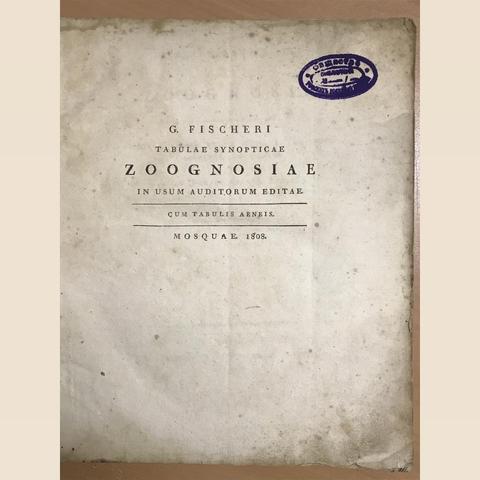 G. FISCHERI
TABULAE SYNOPTICAE
ZOOGNOSIAE
IN USUM AUDITORUM EDITAE.
CUM TABULIS AENEIS.
MOSQUAE. 1808.